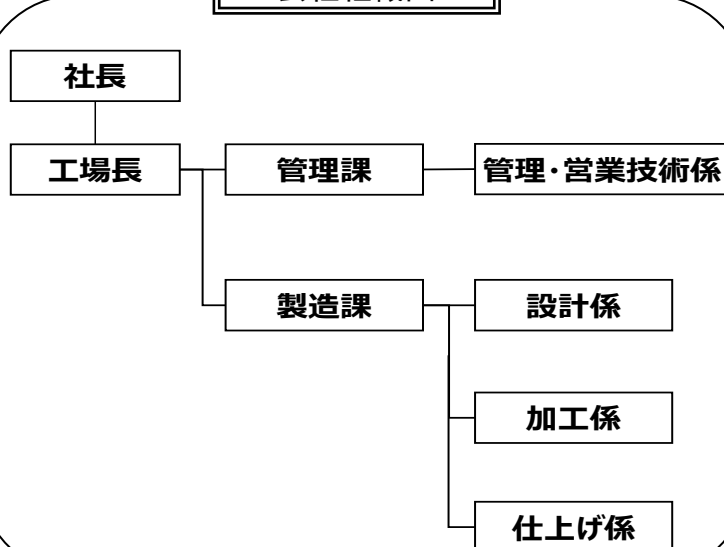 社長
工場長
管理課
管理・営業技術係
製造課
設計係
加工係
仕上げ係